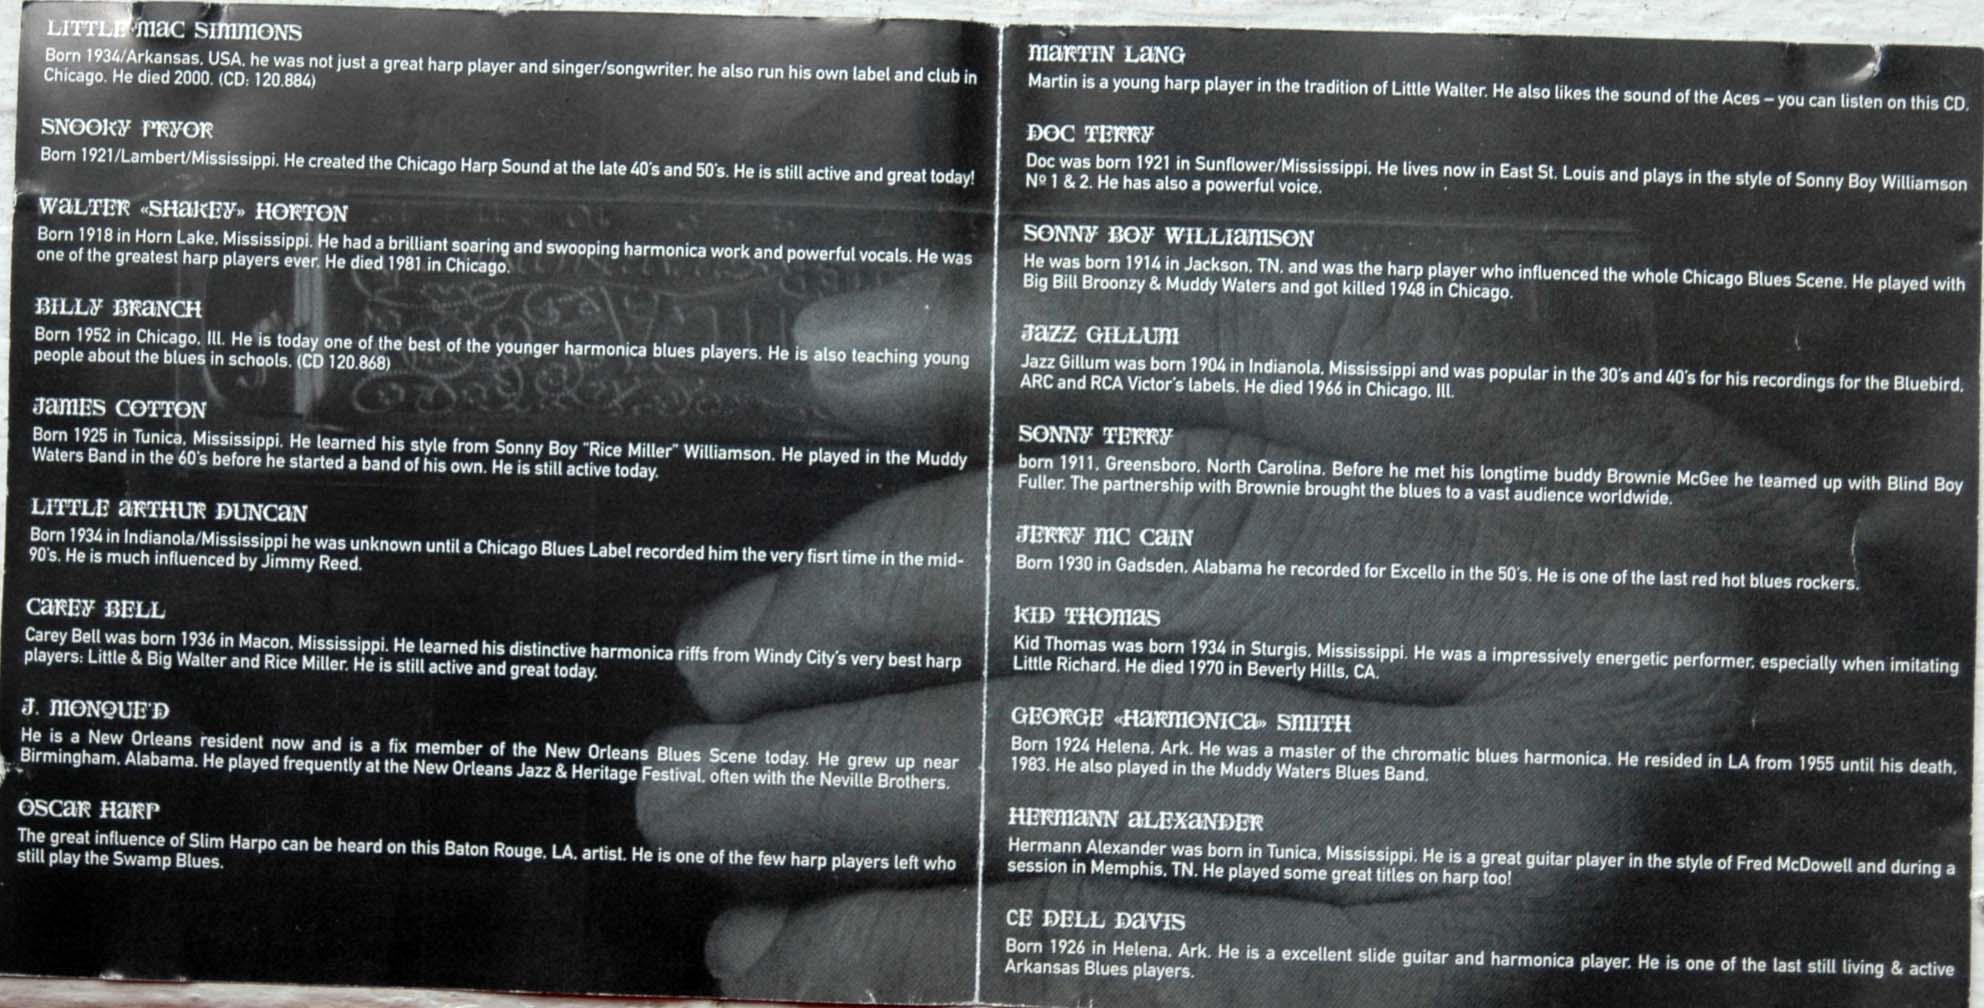 LITTLE MAC SIMMONS
Born 1934/Arkansas, USA, he was not just a great harp player and singer/songwriter, he also run his own label and club in
Chicago. He died 2000. (CD: 120.884)
SNOOKY PRYOR
Born 1921/Lambert/Mississippi. He created the Chicago Harp Sound at the late 40's and 50's. He is still active and great today!
WALTER «SHAKEY» HORTON
Born 1918 in Horn Lake, Mississippi. He had a brilliant soaring and swooping harmonica work and powerful vocals. He was
one of the greatest harp players ever. He died 1981 in Chicago.
BILLY BRANCH
Born 1952 in Chicago, Ill. He is today one of the best of the younger harmonica blues players. He is also teaching young
people about the blues in schools. (CD 120.868)
JAMES COTTON
Born 1925 in Tunica, Mississippi. He learned his style from Sonny Boy "Rice Miller" Williamson. He played in the Muddy
Waters Band in the 60's before he started a band of his own. He is still active today.
LITTLE ARTHUR DUNCAN
Born 1934 in Indianola/Mississippi he was unknown until a Chicago Blues Label recorded him the very fisrt time in the mid-
90's. He is much influenced by Jimmy Reed.
CAREY BELL
Carey Bell was born 1936 in Macon, Mississippi. He learned his distinctive harmonica riffs from Windy City's very best harp
players: Little & Big Walter and Rice Miller. He is still active and great today.
J. MONQUE'D
He is a New Orleans resident now and is a fix member of the New Orleans Blues Scene today. He grew up near
Birmingham, Alabama. He played frequently at the New Orleans Jazz & Heritage Festival, often with the Neville Brothers.
OSCAR HARP
The great influence of Slim Harpo can be heard on this Baton Rouge, LA, artist. He is one of the few harp players left who
still play the Swamp Blues.
MARTIN LANG
Martin is a young harp player in the tradition of Little Walter. He also likes the sound of the Aces – you can listen on this CD.
DOC TERRY
Doc was born 1921 in Sunflower/Mississippi. He lives now in East St. Louis and plays in the style of Sonny Boy Williamson
Nº 1 & 2. He has also a powerful voice.
SONNY BOY WILLIAMSON
He was born 1914 in Jackson, TN, and was the harp player who influenced the whole Chicago Blues Scene. He played with
Big Bill Broonzy & Muddy Waters and got killed 1948 in Chicago.
JAZZ GILLUM
Jazz Gillum was born 1904 in Indianola, Mississippi and was popular in the 30's and 40's for his recordings for the Bluebird,
ARC and RCA Victor's labels. He died 1966 in Chicago, Ill.
SONNY TERRY
born 1911, Greensboro, North Carolina. Before he met his longtime buddy Brownie McGee he teamed up with Blind Boy
Fuller. The partnership with Brownie brought the blues to a vast audience worldwide.
JERRY MC CAIN
Born 1930 in Gadsden, Alabama he recorded for Excello in the 50's. He is one of the last red hot blues rockers.
KID THOMAS
Kid Thomas was born 1934 in Sturgis, Mississippi. He was a impressively energetic performer, especially when imitating
Little Richard. He died 1970 in Beverly Hills, CA.
GEORGE «HARMONICA» SMITH
Born 1924 Helena, Ark. He was a master of the chromatic blues harmonica. He resided in LA from 1955 until his death,
1983. He also played in the Muddy Waters Blues Band.
HERMANN ALEXANDER
Hermann Alexander was born in Tunica, Mississippi. He is a great guitar player in the style of Fred McDowell and during a
session in Memphis, TN. He played some great titles on harp too!
CE DELL DAVIS
Born 1926 in Helena, Ark. He is a excellent slide guitar and harmonica player. He is one of the last still living & active
Arkansas Blues players.